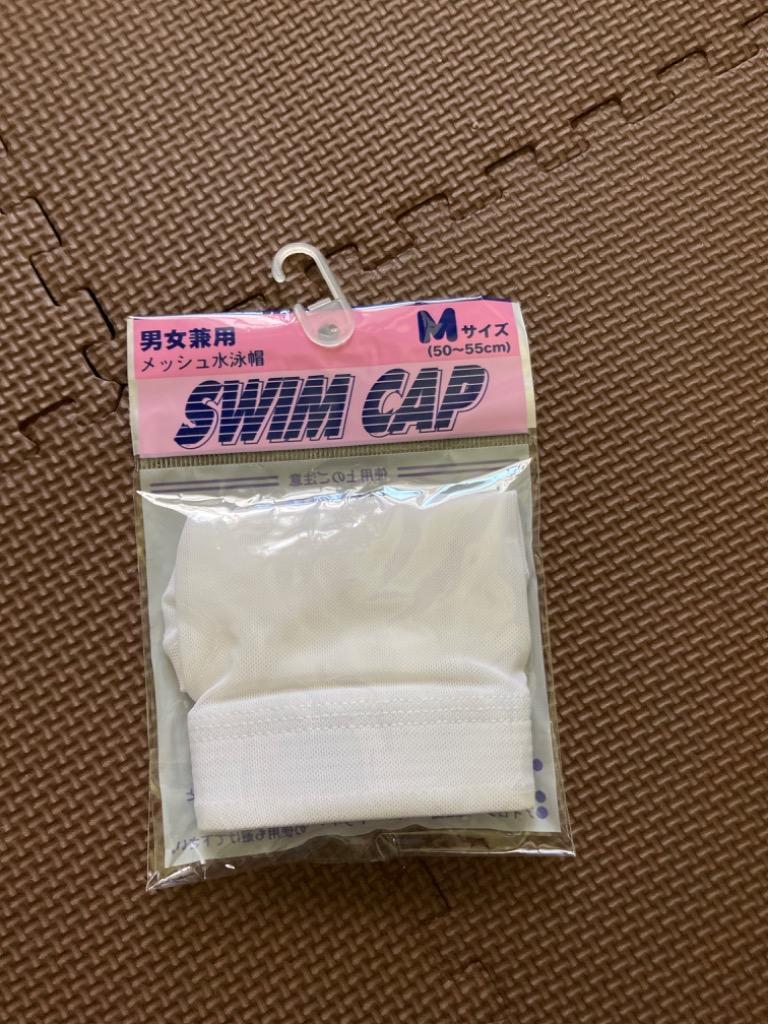 男女兼用
メッシュ水泳帽
Mサイズ
(50〜55cm)
SWIM CAP
使用上のご注意